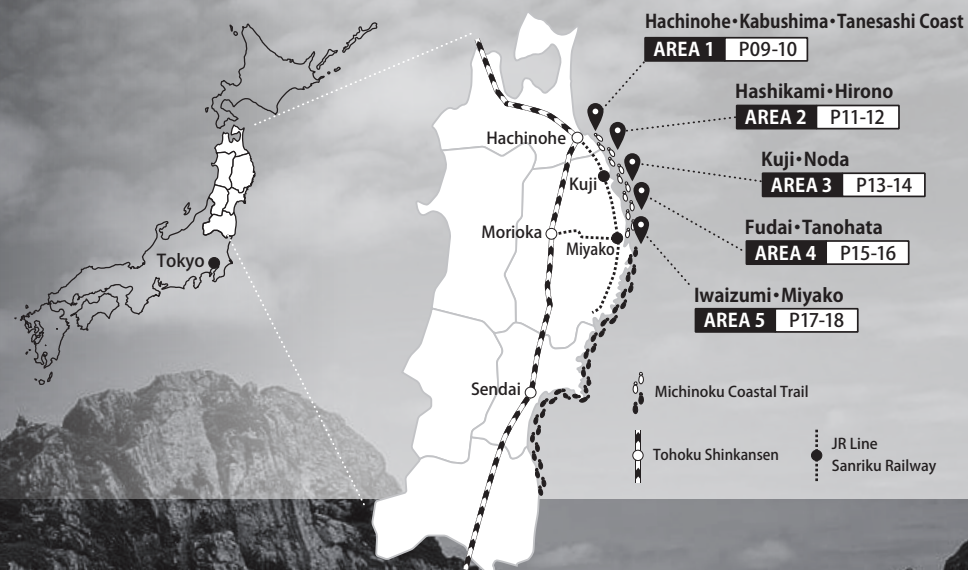 Hachinohe•Kabushima•Tanesashi Coast
AREA 1 P09-10
Hashikami•Hirono
AREA 2 P11-12
Kuji•Noda
AREA 3 P13-14
Fudai•Tanohata
AREA 4 P15-16
Iwaizumi•Miyako
AREA 5 P17-18
Hachinohe
Kuji
Morioka
Miyako
Tokyo
Sendai
Michinoku Coastal Trail
Tohoku Shinkansen
JR Line
Sanriku Railway